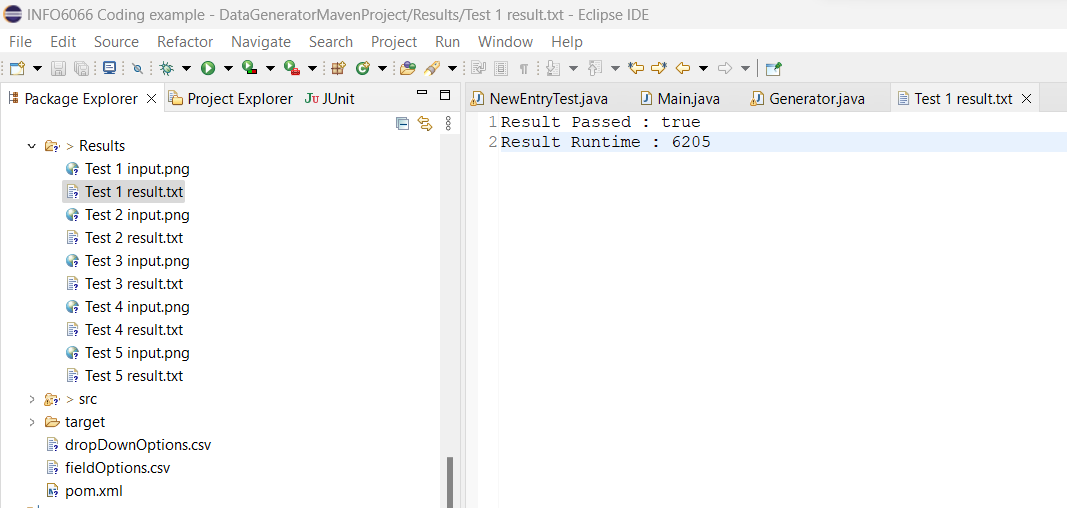 INFO6066 Coding example - DataGeneratorMavenProject/Results/Test 1 result.txt - Eclipse IDE
File Edit Source Refactor Navigate Search Project Run Window Help
Package Explorer Project Explorer JUnit
NewEntryTest.java Main.java Generator.java Test 1 result.txt
1 Result Passed : true
2 Result Runtime : 6205
> Results
Test 1 input.png
Test 1 result.txt
Test 2 input.png
Test 2 result.txt
Test 3 input.png
Test 3 result.txt
Test 4 input.png
Test 4 result.txt
Test 5 input.png
Test 5 result.txt
> src
target
dropDownOptions.csv
fieldOptions.csv
pom.xml